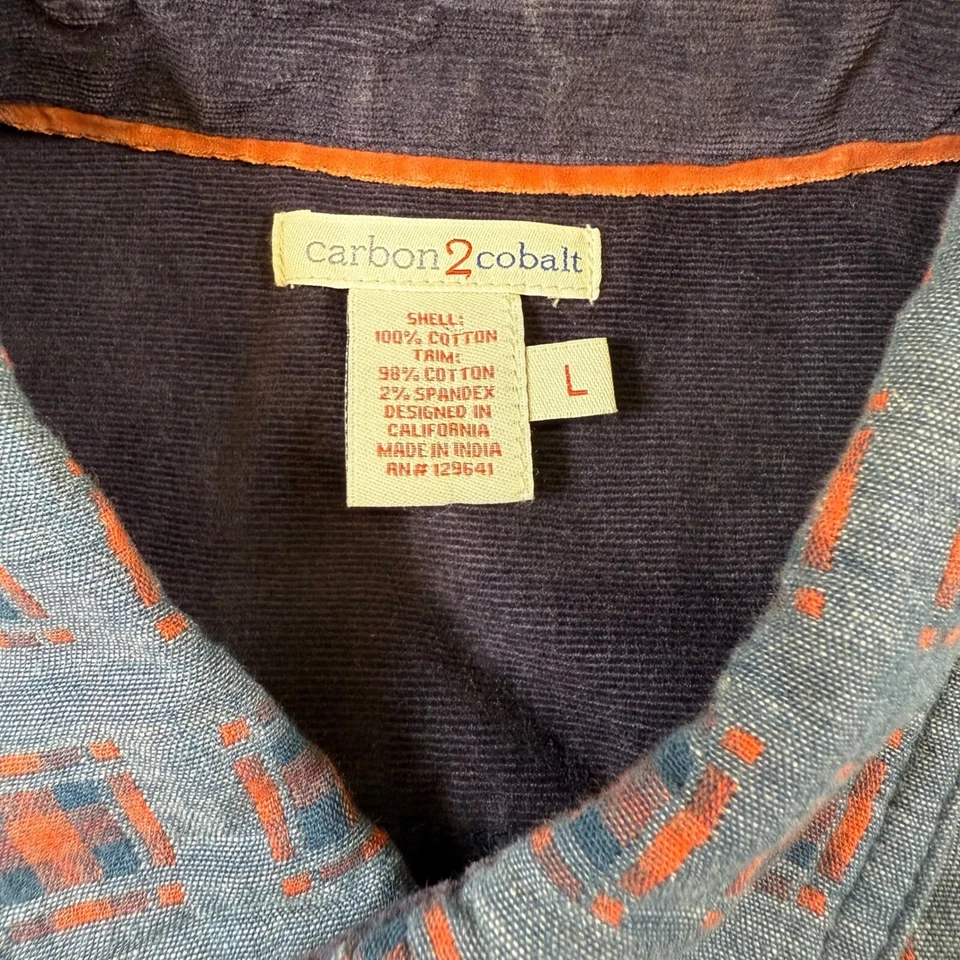 carbon2cobalt
SHELL:
100% COTTON
TRIM:
98% COTTON
2% SPANDEX
DESIGNED IN
CALIFORNIA
MADE IN INDIA
RN# 129641
L